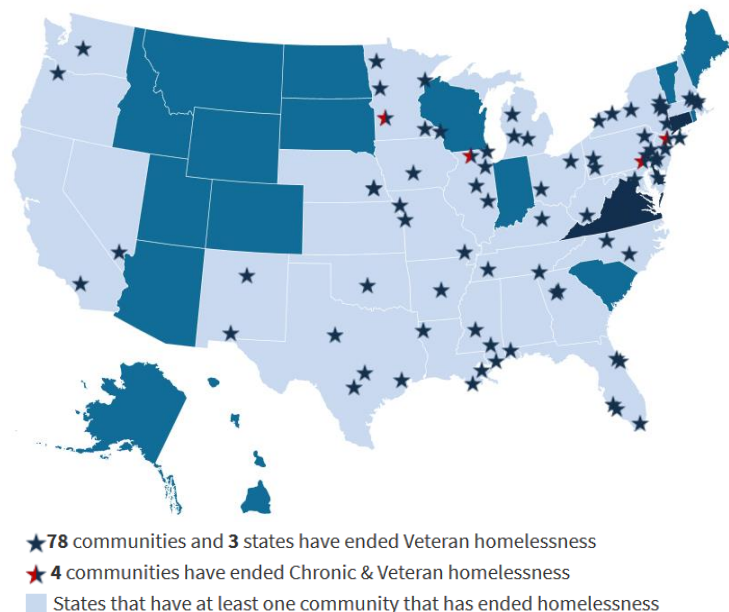 78 communities and 3 states have ended Veteran homelessness
4 communities have ended Chronic & Veteran homelessness
States that have at least one community that has ended homelessness